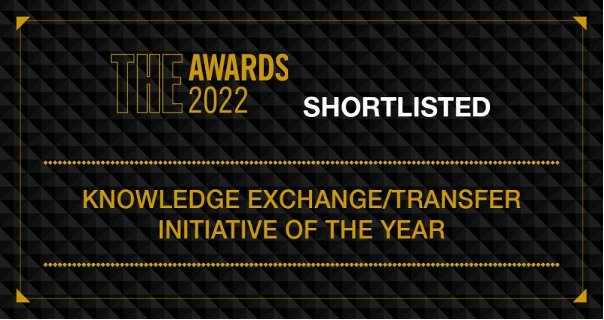 THE AWARDS
2022
SHORTLISTED
KNOWLEDGE EXCHANGE/TRANSFER
INITIATIVE OF THE YEAR